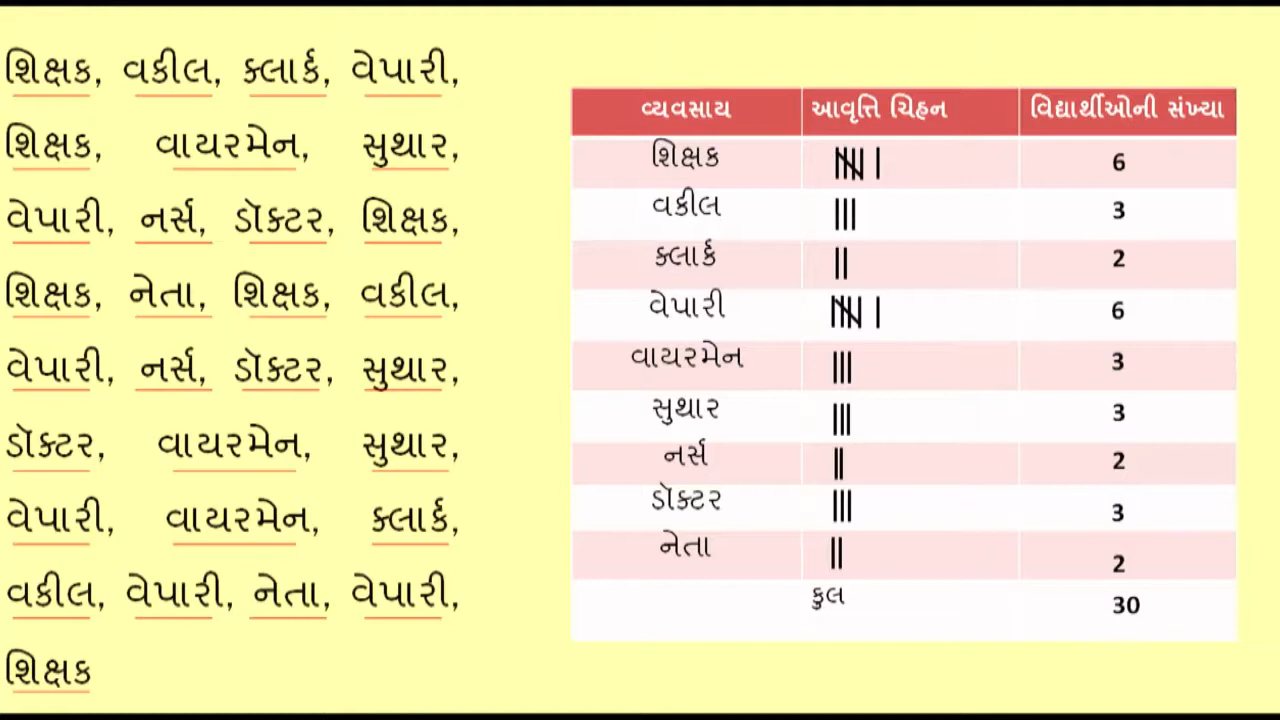 શિક્ષક, વકીલ, ક્લાર્ક, વેપારી,
શિક્ષક, વાયરમેન, સુથાર,
વેપારી, નર્સ, ડૉક્ટર, શિક્ષક,
શિક્ષક, નેતા, શિક્ષક, વકીલ,
વેપારી, નર્સ, ડૉક્ટર, સુથાર,
ડૉક્ટર, વાયરમેન, સુથાર,
વેપારી, વાયરમેન, ક્લાર્ક,
વકીલ, વેપારી, નેતા, વેપારી,
શિક્ષક
વ્યવસાય આવૃત્તિ ચિહન વિદ્યાર્થીઓની સંખ્યા
શિક્ષક 6
વકીલ 3
ક્લાર્ક 2
વેપારી 6
વાયરમેન 3
સુથાર 3
નર્સ 2
ડૉક્ટર 3
નેતા 2
કુલ 30